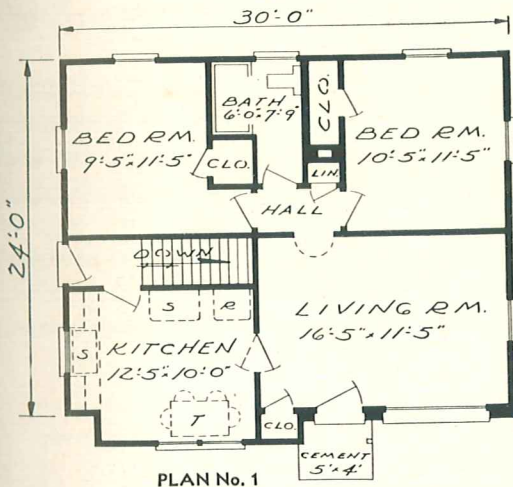 30'-0"
24'-0"
BED RM.
9'-5"x11'-5"
BATH
6'-0"x7'-9"
CLO.
CLO.
BED RM.
10'-5"x11'-5"
LIN.
HALL
DOWN
S
R
S
KITCHEN
12'-5"x10'-0"
T
LIVING RM.
16'-5"x11'-5"
CLO.
CEMENT
5'x4'
PLAN No. 1